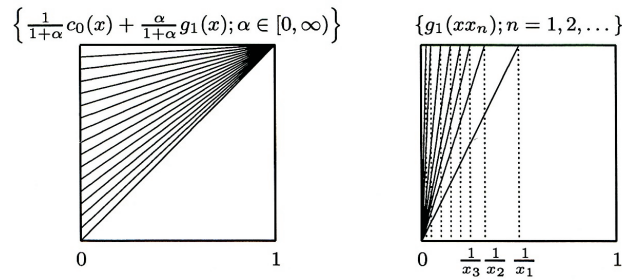 { 1/(1+α) c₀(x) + α/(1+α) g₁(x); α ∈ [0, ∞) }
{g₁(xxₙ); n = 1, 2, . . . }
0 1
0 1/x₃ 1/x₂ 1/x₁ 1